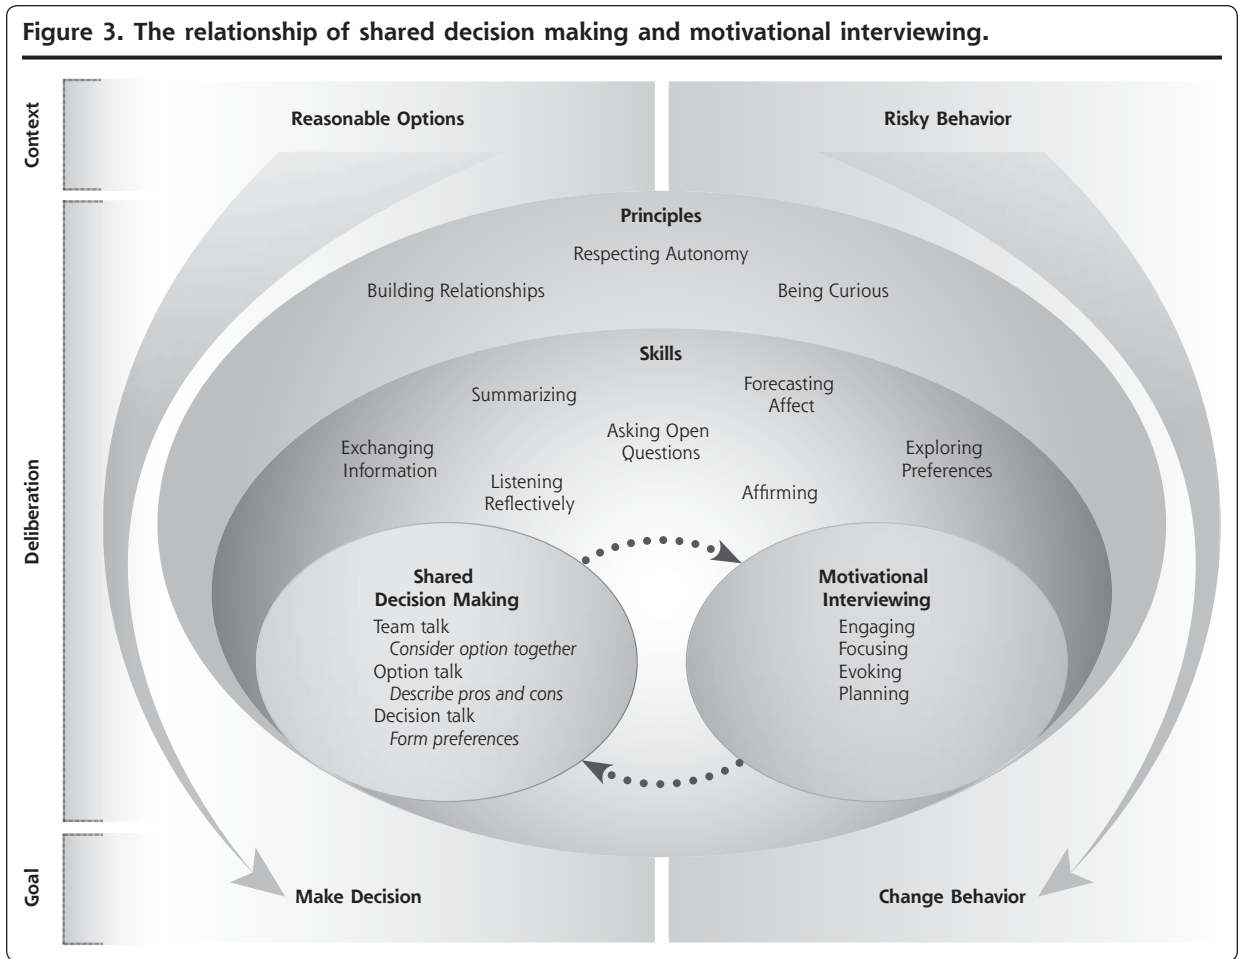 Figure 3. The relationship of shared decision making and motivational interviewing.
Context
Reasonable Options
Risky Behavior
Deliberation
Principles
Respecting Autonomy
Building Relationships
Being Curious
Skills
Summarizing
Forecasting
Affect
Asking Open
Questions
Exchanging
Information
Exploring
Preferences
Listening
Reflectively
Affirming
Shared
Decision Making
Team talk
Consider option together
Option talk
Describe pros and cons
Decision talk
Form preferences
Motivational
Interviewing
Engaging
Focusing
Evoking
Planning
Goal
Make Decision
Change Behavior